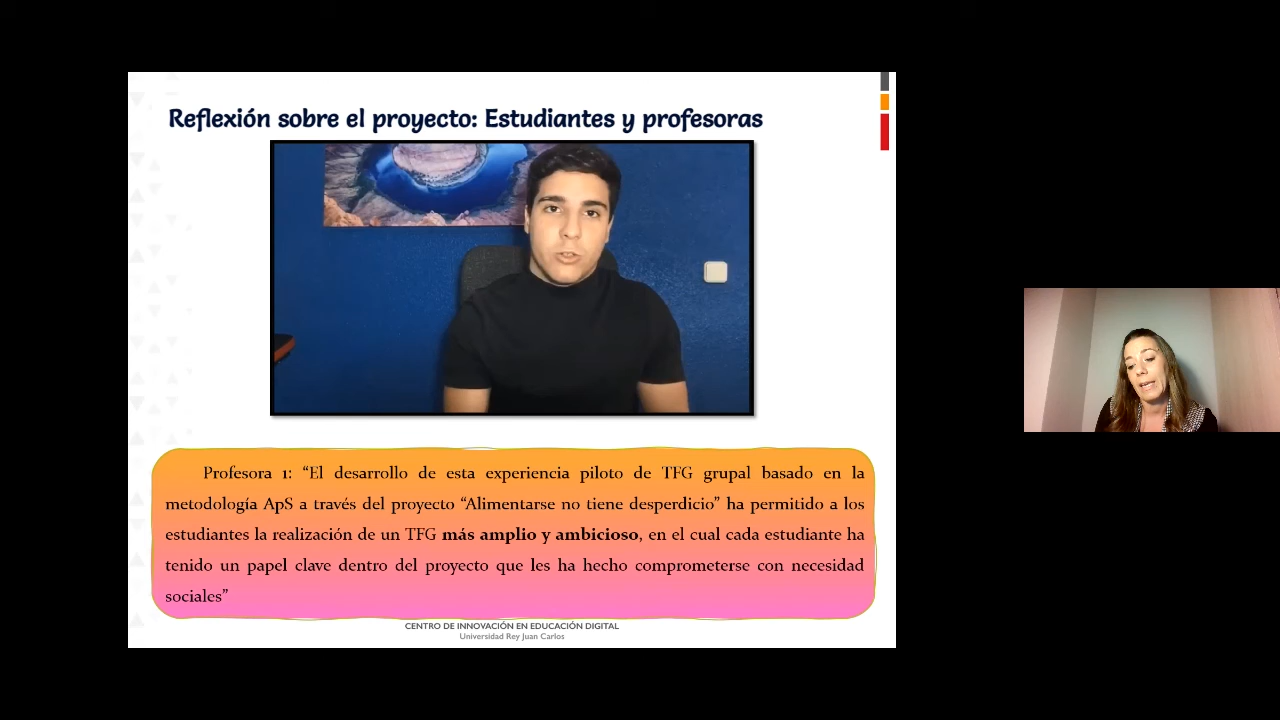 Reflexión sobre el proyecto: Estudiantes y profesoras
Profesora 1: “El desarrollo de esta experiencia piloto de TFG grupal basado en la
metodología ApS a través del proyecto “Alimentarse no tiene desperdicio” ha permitido a los
estudiantes la realización de un TFG más amplio y ambicioso, en el cual cada estudiante ha
tenido un papel clave dentro del proyecto que les ha hecho comprometerse con necesidad
sociales”
CENTRO DE INNOVACIÓN EN EDUCACIÓN DIGITAL
Universidad Rey Juan Carlos